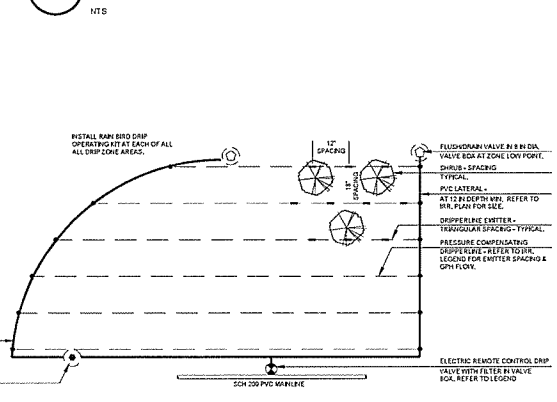 NTS
INSTALL RAIN BIRD DRIP
OPERATING KIT AT EACH OF ALL
ALL DRIP ZONE AREAS.
12"
SPACING
18"
SPACING
FLUSH/DRAIN VALVE IN 8 IN DIA.
VALVE BOX AT ZONE LOW POINT.
SHRUB - SPACING
TYPICAL.
PVC LATERAL -
AT 12 IN DEPTH MIN. REFER TO
IRR. PLAN FOR SIZE.
DRIPPERLINE EMITTER -
TRIANGULAR SPACING - TYPICAL.
PRESSURE COMPENSATING
DRIPPERLINE - REFER TO IRR.
LEGEND FOR EMITTER SPACING &
GPH FLOW.
ELECTRIC REMOTE CONTROL DRIP
VALVE WITH FILTER IN VALVE
BOX, REFER TO LEGEND
SCH 200 PVC MAINLINE